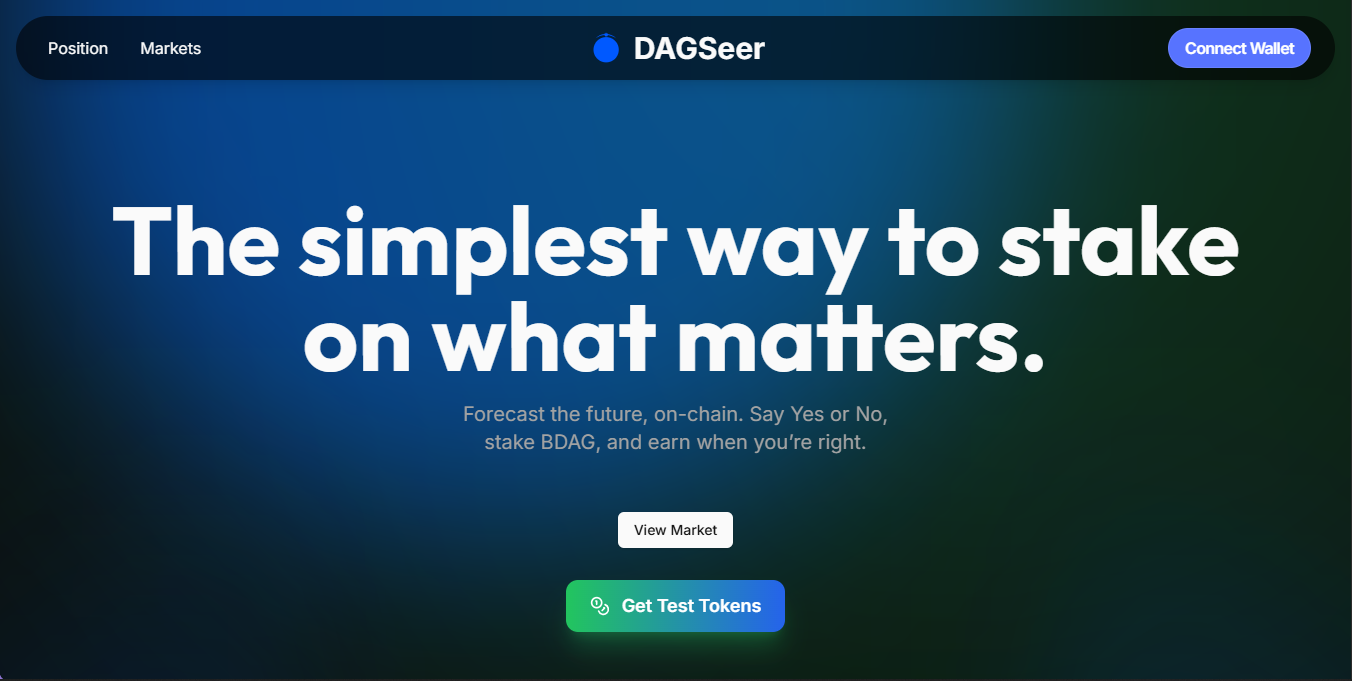 Position
Markets
DAGSeer
Connect Wallet
The simplest way to stake
on what matters.
Forecast the future, on-chain. Say Yes or No,
stake BDAG, and earn when you’re right.
View Market
Get Test Tokens